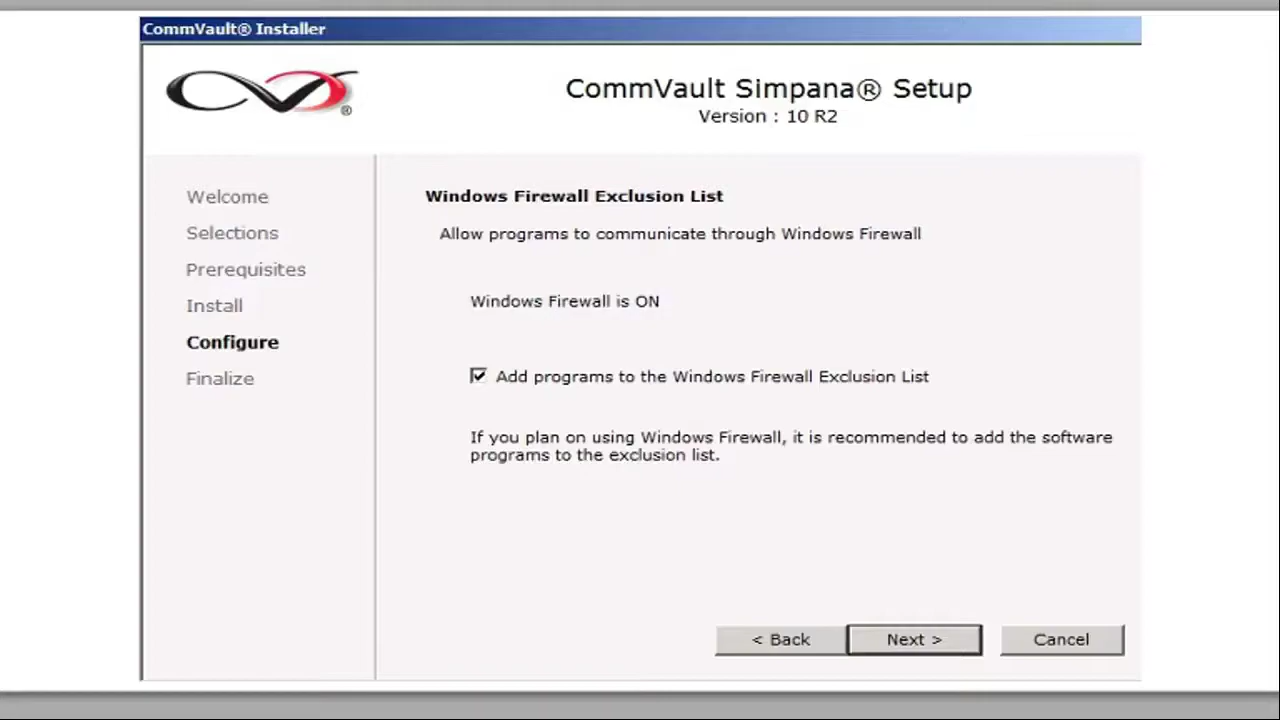 CommVault® Installer
®
CommVault Simpana® Setup
Version : 10 R2
Welcome
Selections
Prerequisites
Install
Configure
Finalize
Windows Firewall Exclusion List
Allow programs to communicate through Windows Firewall
Windows Firewall is ON
Add programs to the Windows Firewall Exclusion List
If you plan on using Windows Firewall, it is recommended to add the software
programs to the exclusion list.
< Back
Next >
Cancel